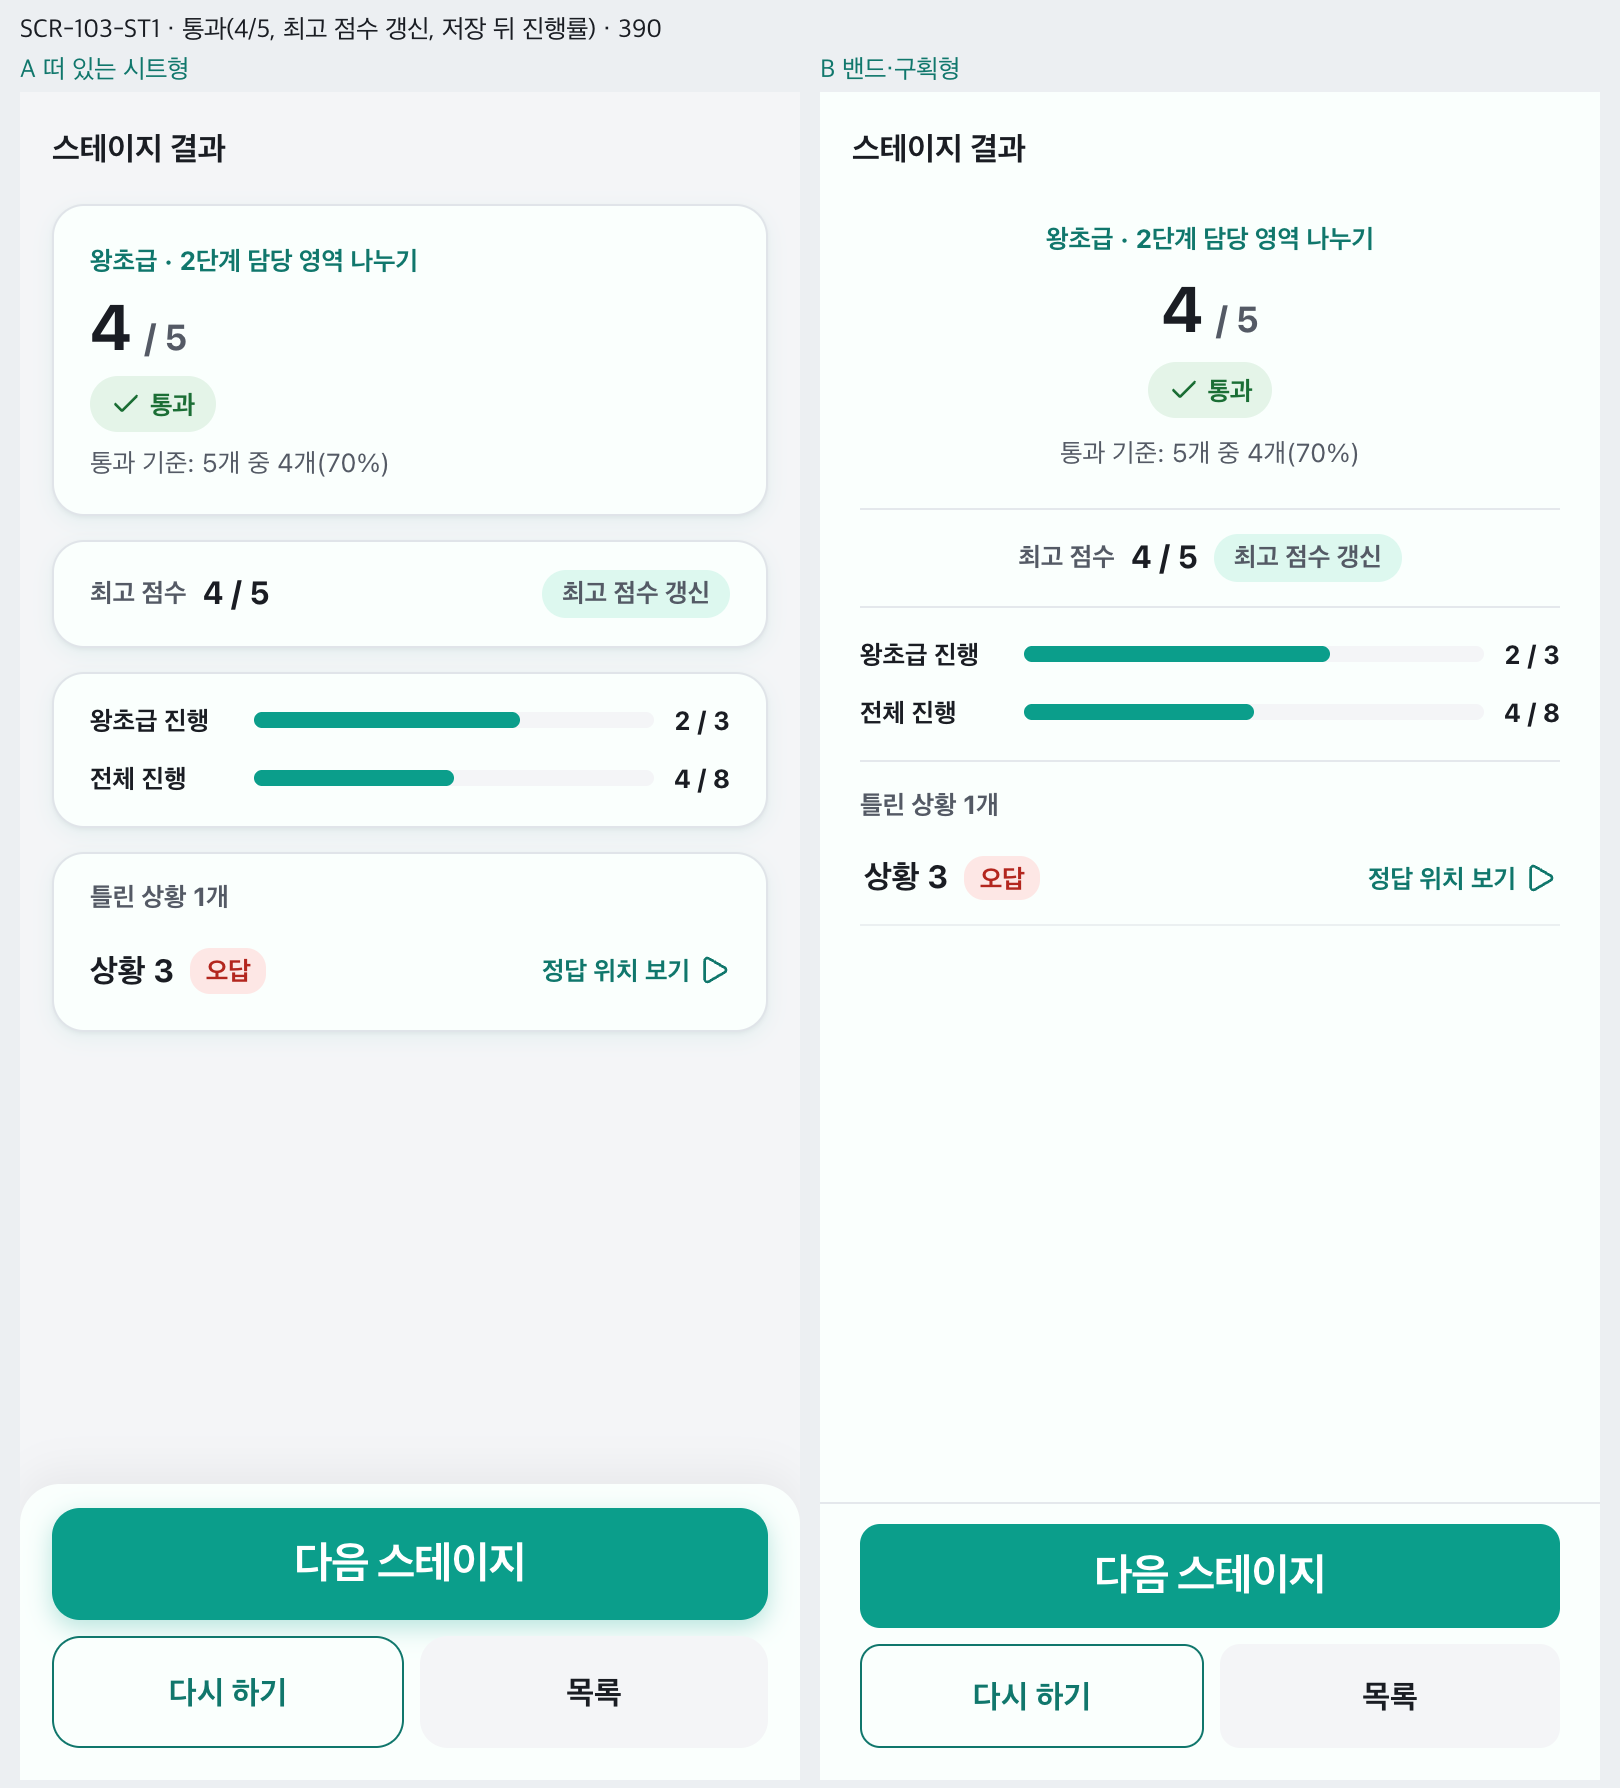 SCR-103-ST1 · 통과(4/5, 최고 점수 갱신, 저장 뒤 진행률) · 390
A 떠 있는 시트형
스테이지 결과
왕초급 · 2단계 담당 영역 나누기
4 / 5
통과
통과 기준: 5개 중 4개(70%)
최고 점수 4 / 5 최고 점수 갱신
왕초급 진행 2 / 3
전체 진행 4 / 8
틀린 상황 1개
상황 3 오답 정답 위치 보기
다음 스테이지
다시 하기 목록
B 밴드·구획형
스테이지 결과
왕초급 · 2단계 담당 영역 나누기
4 / 5
통과
통과 기준: 5개 중 4개(70%)
최고 점수 4 / 5 최고 점수 갱신
왕초급 진행 2 / 3
전체 진행 4 / 8
틀린 상황 1개
상황 3 오답 정답 위치 보기
다음 스테이지
다시 하기 목록